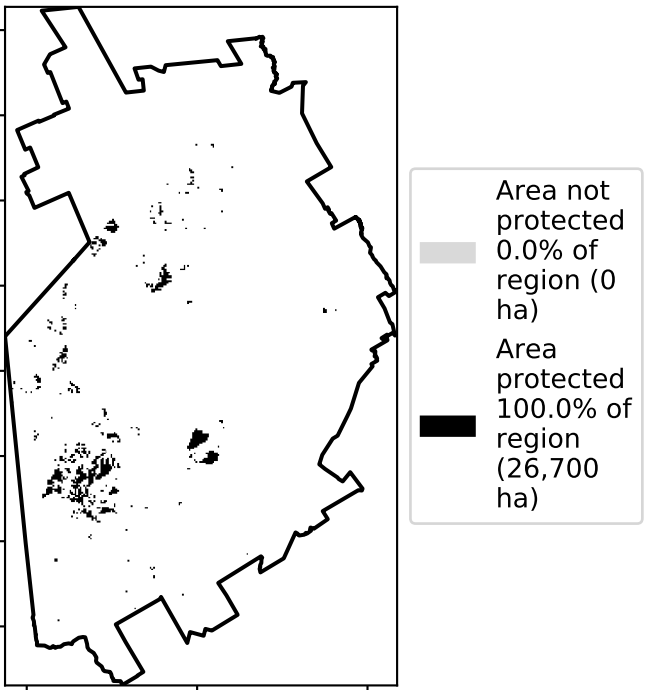 Area not
protected
0.0% of
region (0
ha)
Area
protected
100.0% of
region
(26,700
ha)